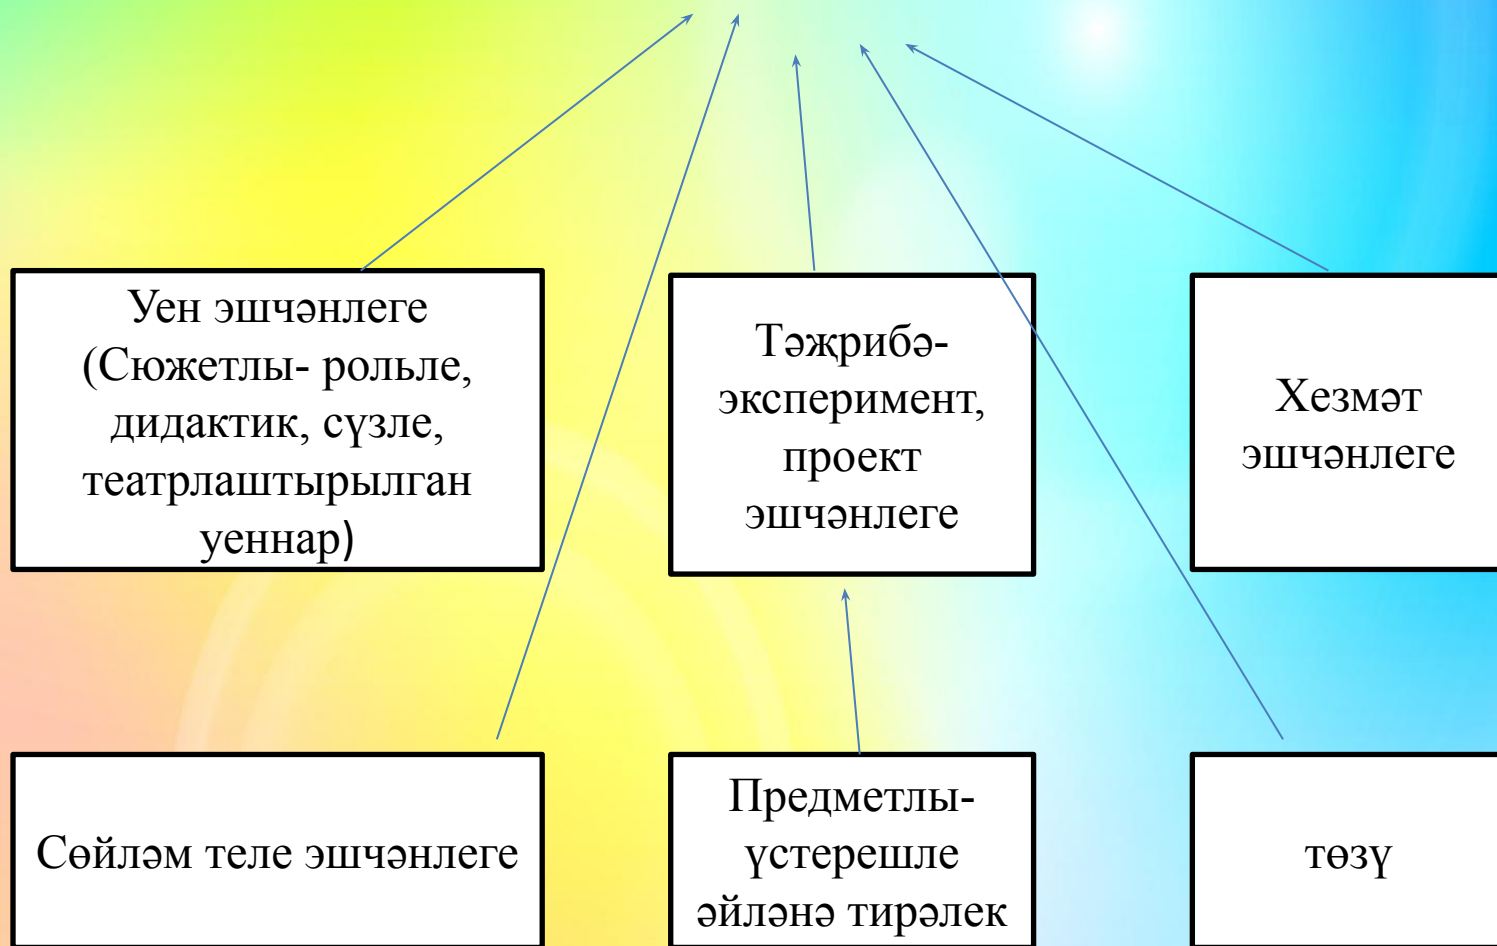 Уен эшчәнлеге
(Сюжетлы- рольле,
дидактик, сүзле,
театрлаштырылган
уеннар)
Тәҗрибә-
эксперимент,
проект
эшчәнлеге
Хезмәт
эшчәнлеге
Сөйләм теле эшчәнлеге
Предметлы-
үстерешле
әйләнә тирәлек
төзү